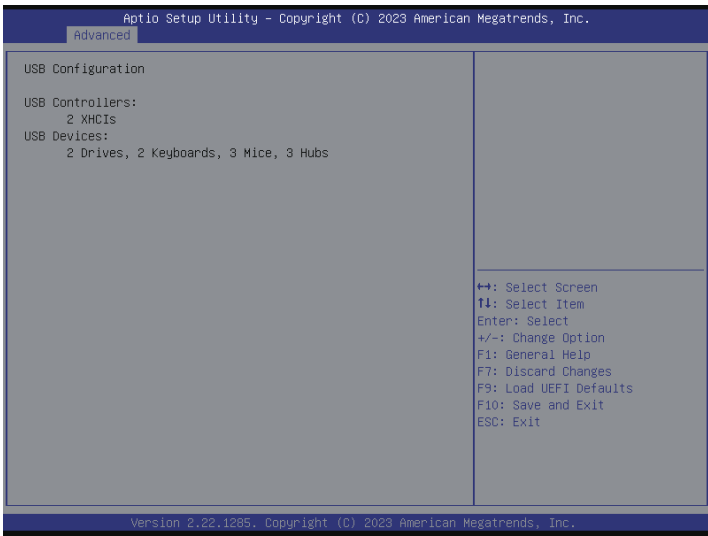 Aptio Setup Utility – Copyright (C) 2023 American Megatrends, Inc.
Advanced
USB Configuration
USB Controllers:
2 XHCIs
USB Devices:
2 Drives, 2 Keyboards, 3 Mice, 3 Hubs
↔: Select Screen
↑↓: Select Item
Enter: Select
+/-: Change Option
F1: General Help
F7: Discard Changes
F9: Load UEFI Defaults
F10: Save and Exit
ESC: Exit
Version 2.22.1285. Copyright (C) 2023 American Megatrends, Inc.